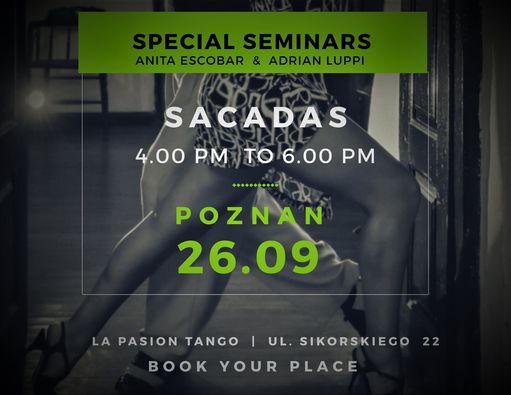 SPECIAL SEMINARS
ANITA ESCOBAR & ADRIAN LUPPI
SACADAS
4.00 PM TO 6.00 PM
POZNAN
26.09
LA PASION TANGO | UL. SIKORSKIEGO 22
BOOK YOUR PLACE